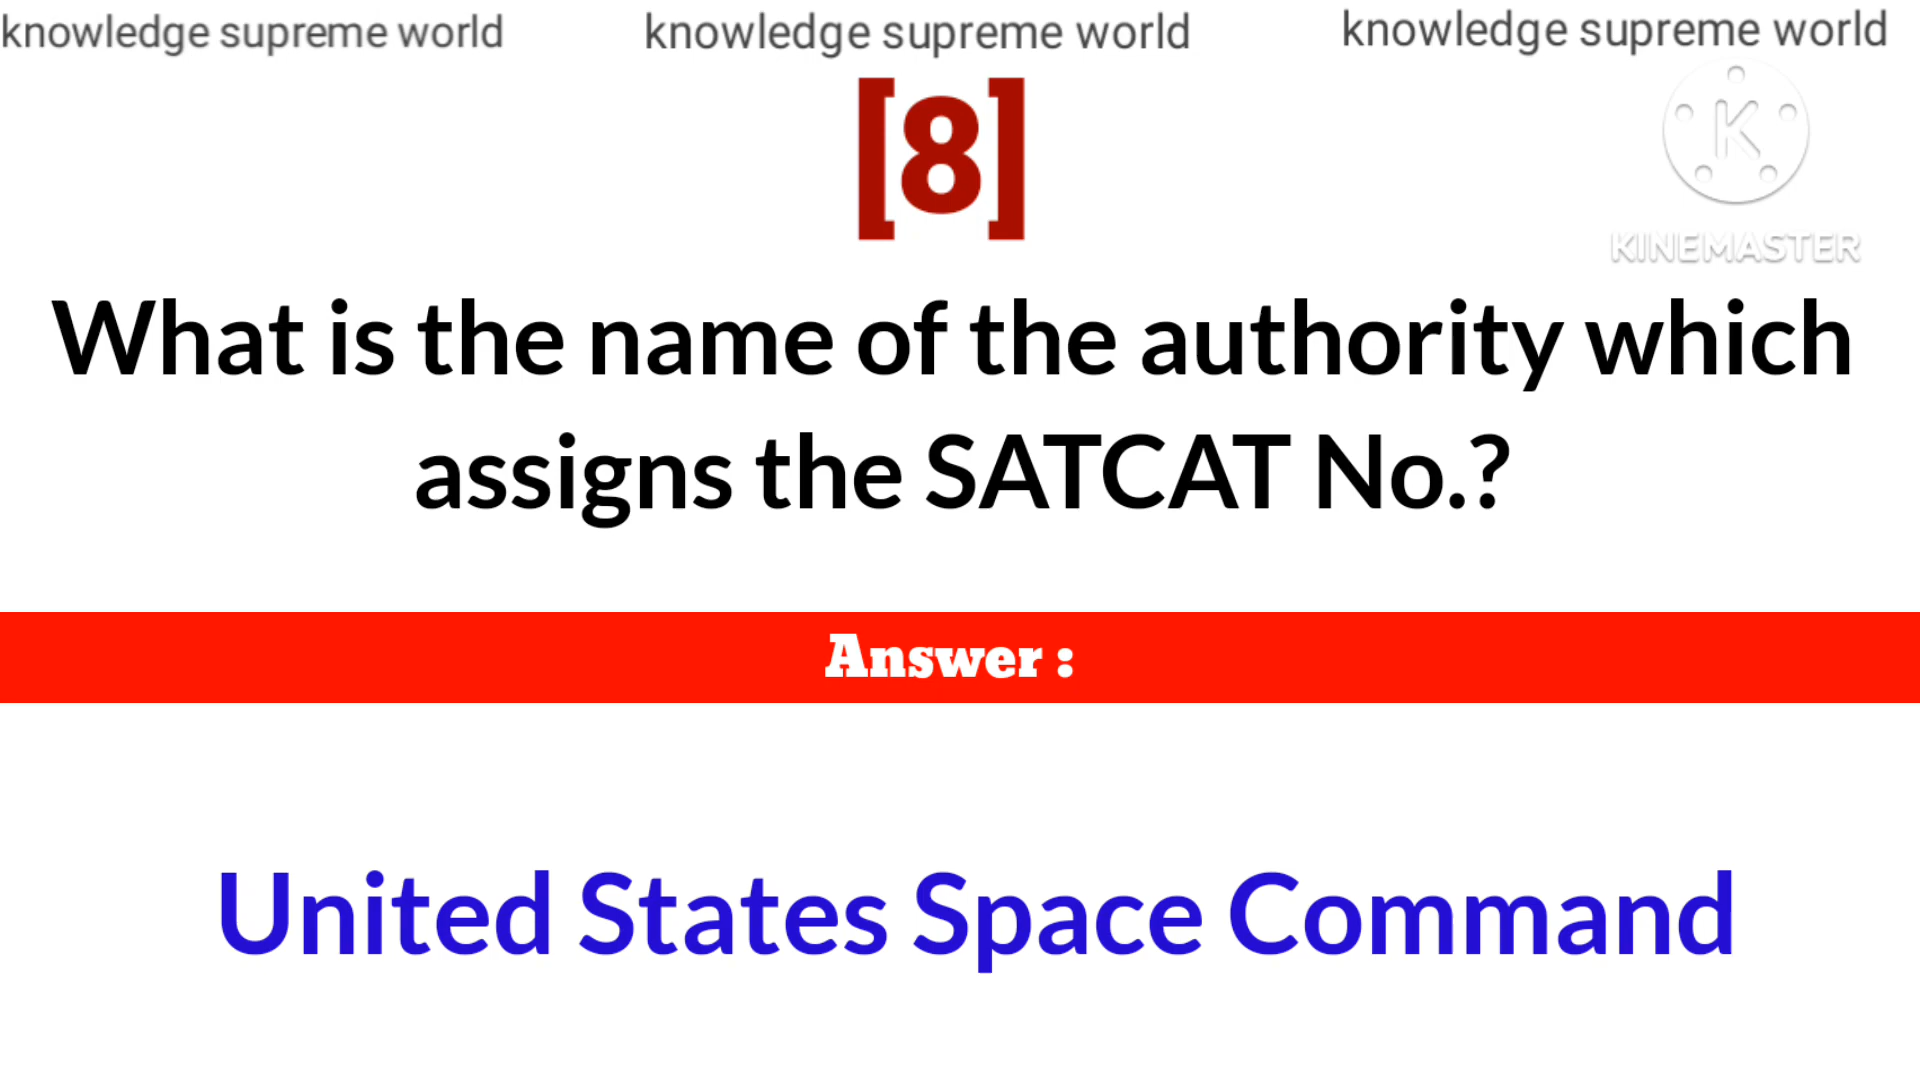 knowledge supreme world knowledge supreme world knowledge supreme world
[8]
K
KINEMASTER
What is the name of the authority which
assigns the SATCAT No.?
Answer :
United States Space Command